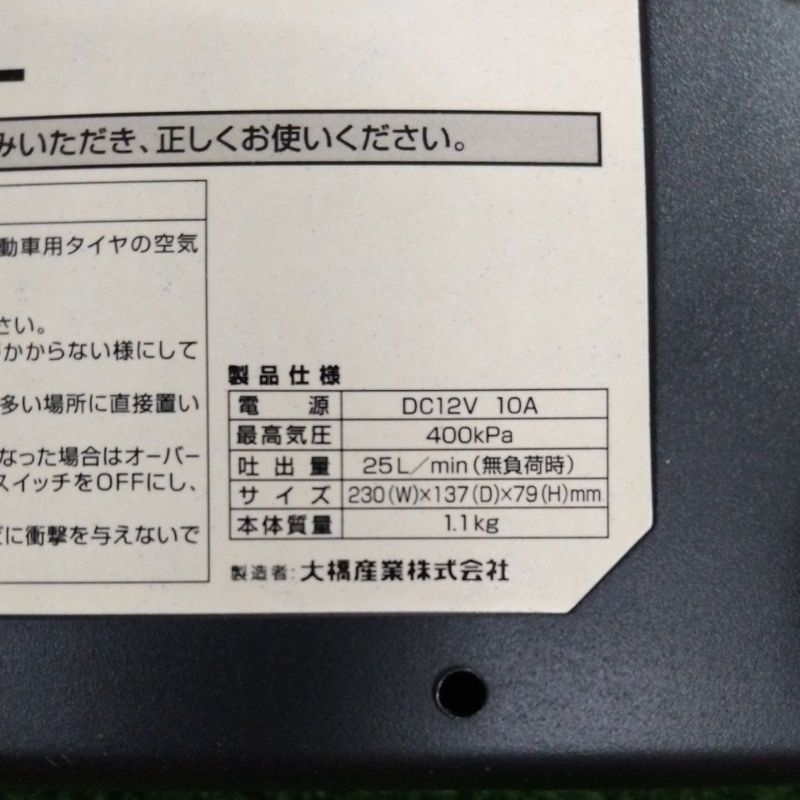 ー
みいただき、正しくお使いください。
動車用タイヤの空気
さい。
かからない様にして
多い場所に直接置い
なった場合はオーバー
スイッチをOFFにし、
に衝撃を与えないで
製品仕様
電源 DC12V 10A
最高気圧 400kPa
吐出量 25L／min（無負荷時）
サイズ 230(W)×137(D)×79(H)mm
本体質量 1.1kg
製造者：大橋産業株式会社